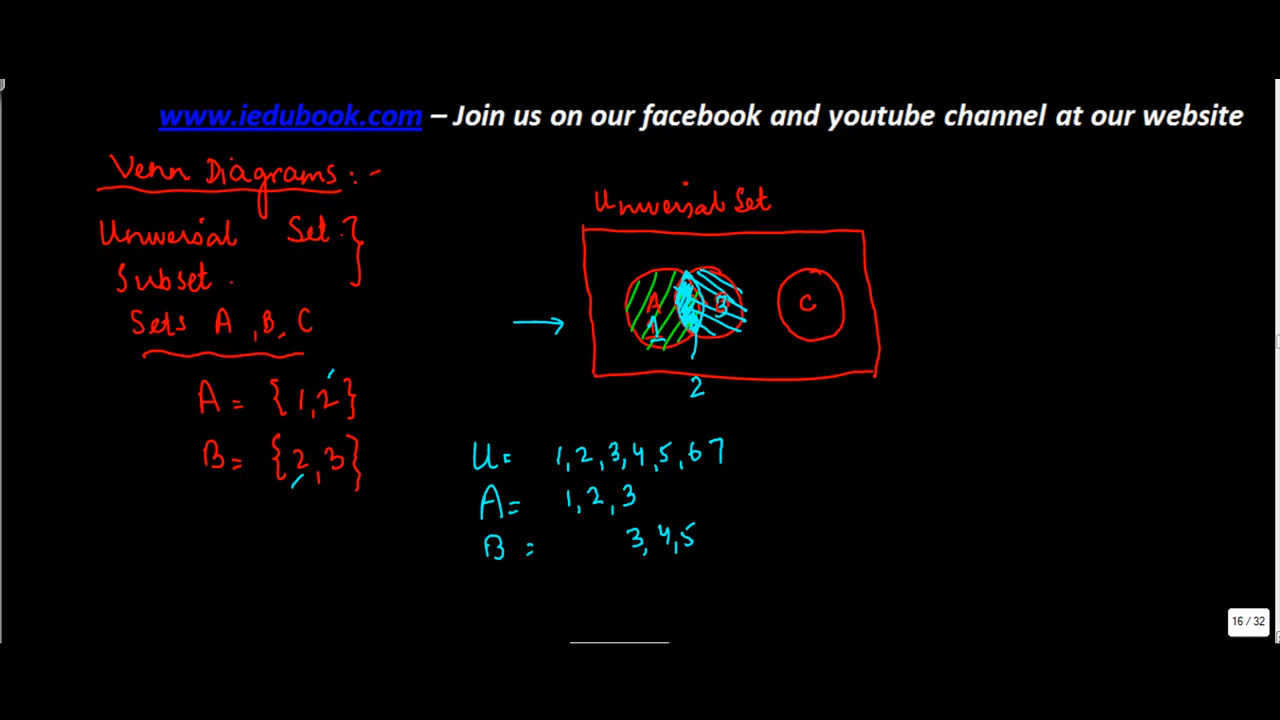 www.iedubook.com – Join us on our facebook and youtube channel at our website
Venn Diagrams :-
Universal Set.
Subset.
Sets A, B, C
A = {1,2}
B = {2,3}
Universal Set
A
B
C
1
3
2
U = 1,2,3,4,5,6 7
A = 1,2,3
B = 3,4,5
16 / 32